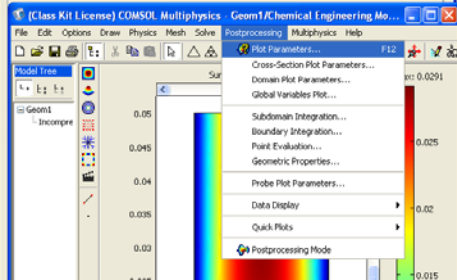 (Class Kit License) COMSOL Multiphysics - Geom1/Chemical Engineering Mo...
File Edit Options Draw Physics Mesh Solve Postprocessing Multiphysics Help
Plot Parameters... F12
Cross-Section Plot Parameters...
Domain Plot Parameters...
Global Variables Plot...
Subdomain Integration...
Boundary Integration...
Point Evaluation...
Geometric Properties...
Probe Plot Parameters...
Data Display
Quick Plots
Postprocessing Mode
Model Tree
Geom1
Incompre
Sur
0.05
0.045
0.04
0.035
0.03
0.0291
0.025
0.02
0.015